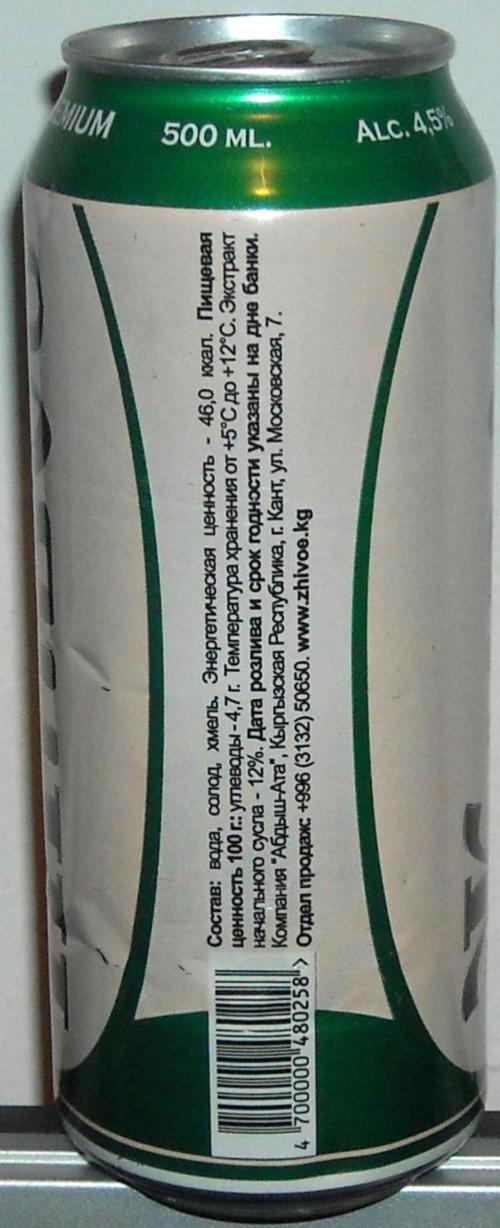 EMIUM
500 ML.
ALC. 4,5%
Состав: вода, солод, хмель. Энергетическая ценность - 46,0 ккал. Пищевая
ценность 100 г.: углеводы - 4,7 г. Температура хранения от +5°С до +12°С. Экстракт
начального сусла - 12%. Дата розлива и срок годности указаны на дне банки.
Компания "Абдыш-Ата", Кыргызская Республика, г. Кант, ул. Московская, 7.
Отдел продаж: +996 (3132) 50650. www.zhivoe.kg
4 700000 480258 >